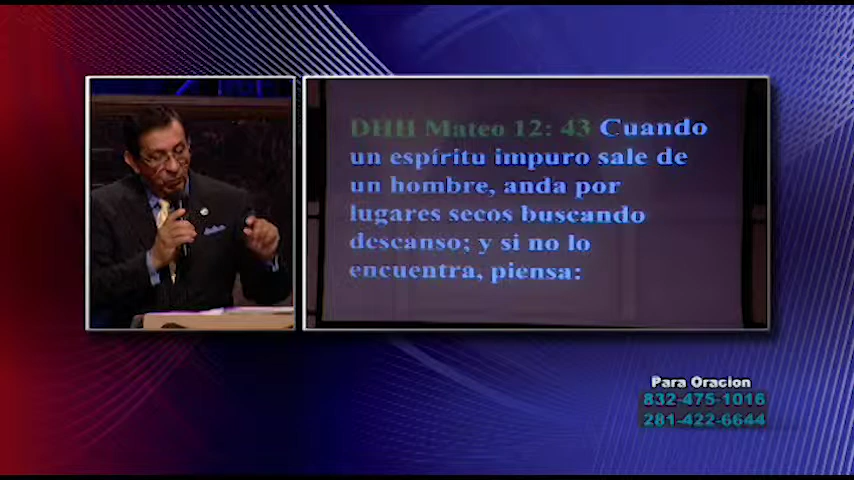 DHH Mateo 12: 43 Cuando
un espíritu impuro sale de
un hombre, anda por
lugares secos buscando
descanso; y si no lo
encuentra, piensa:
Para Oracion
832-475-1016
281-422-6644